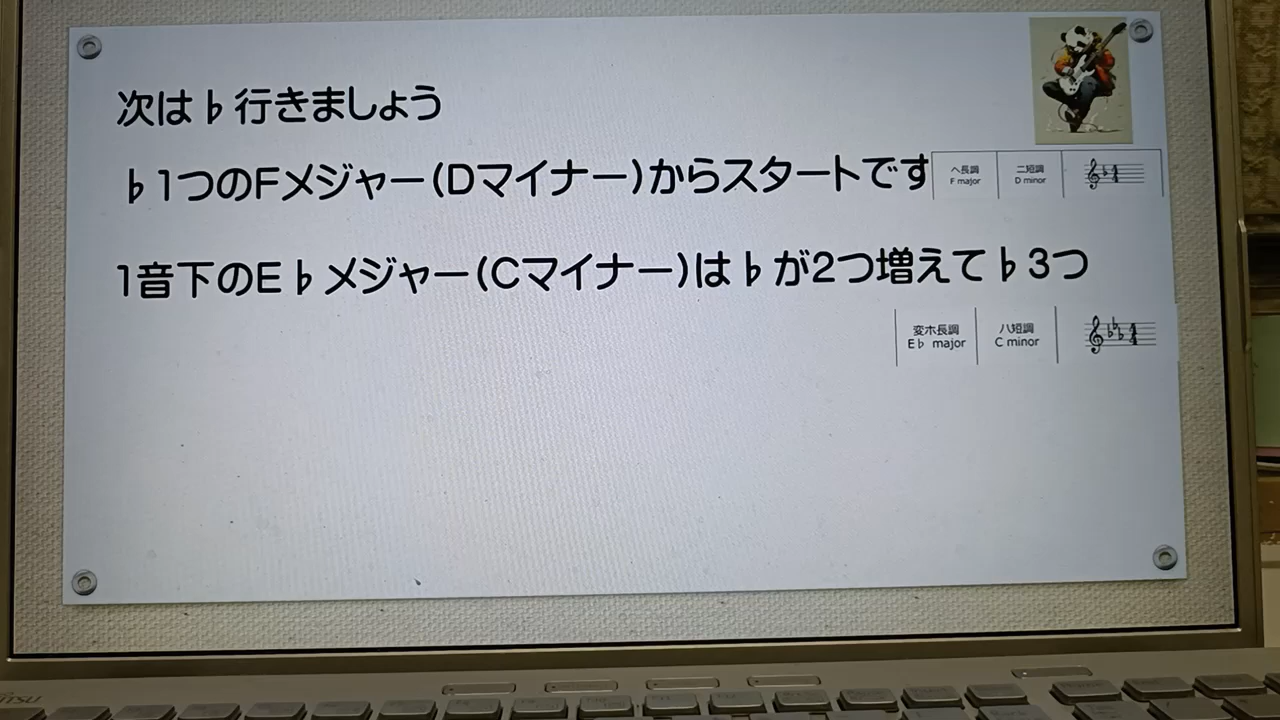 次は♭行きましょう
♭1つのFメジャー(Dマイナー)からスタートです
ヘ長調 ニ短調
F major D minor
1音下のE♭メジャー(Cマイナー)は♭が2つ増えて♭3つ
変ホ長調 ハ短調
E♭ major C minor